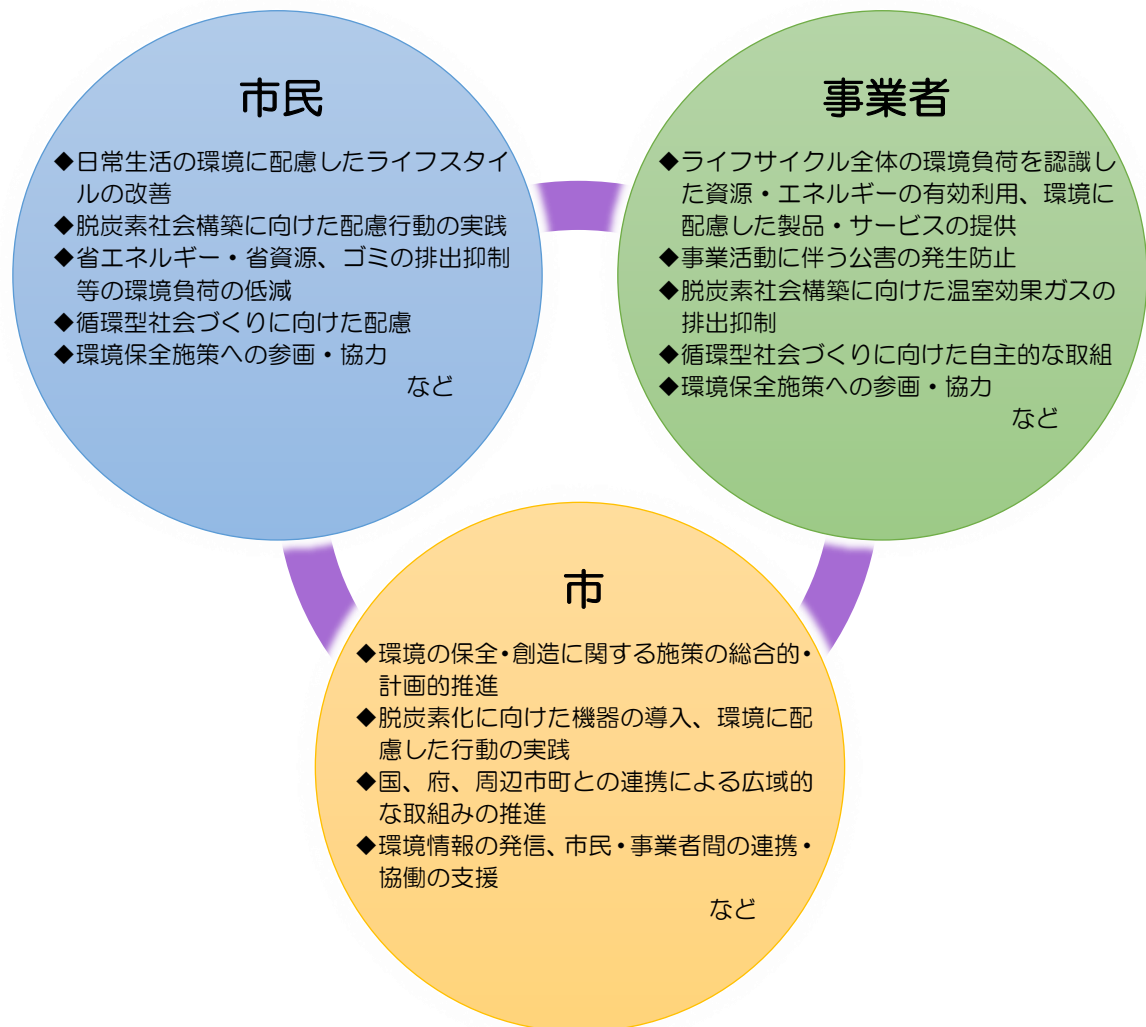 市民
◆日常生活の環境に配慮したライフスタイ
ルの改善
◆脱炭素社会構築に向けた配慮行動の実践
◆省エネルギー・省資源、ゴミの排出抑制
等の環境負荷の低減
◆循環型社会づくりに向けた配慮
◆環境保全施策への参画・協力
など
事業者
◆ライフサイクル全体の環境負荷を認識し
た資源・エネルギーの有効利用、環境に
配慮した製品・サービスの提供
◆事業活動に伴う公害の発生防止
◆脱炭素社会構築に向けた温室効果ガスの
排出抑制
◆循環型社会づくりに向けた自主的な取組
◆環境保全施策への参画・協力
など
市
◆環境の保全・創造に関する施策の総合的・
計画的推進
◆脱炭素化に向けた機器の導入、環境に配
慮した行動の実践
◆国、府、周辺市町との連携による広域的
な取組みの推進
◆環境情報の発信、市民・事業者間の連携・
協働の支援
など